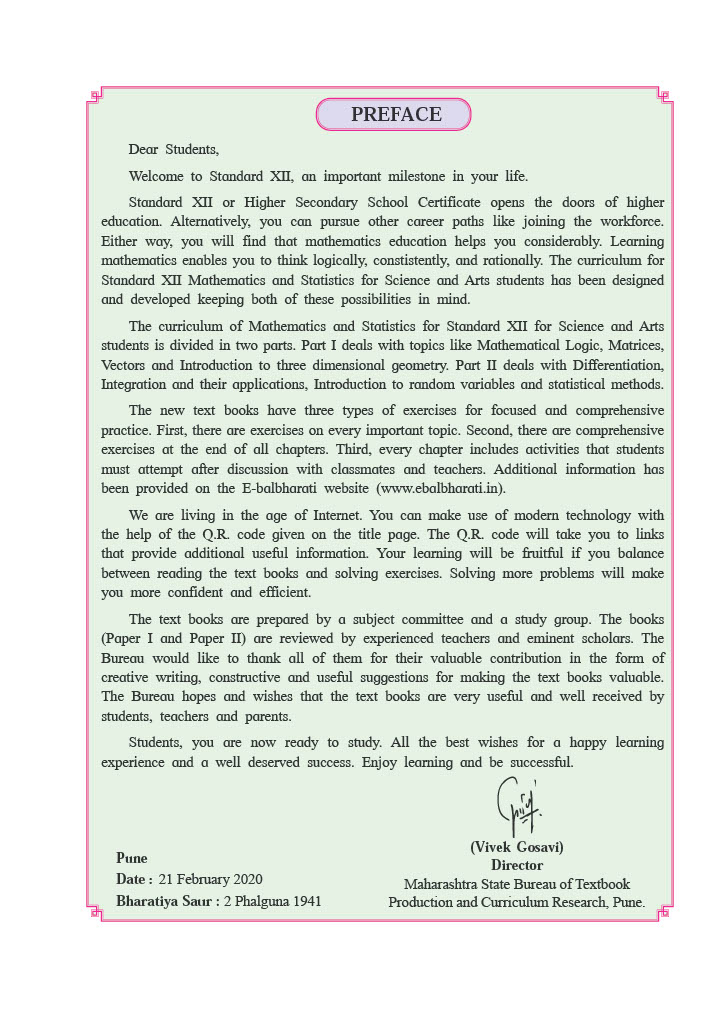 PREFACE
Dear Students,
Welcome to Standard XII, an important milestone in your life.
Standard XII or Higher Secondary School Certificate opens the doors of higher
education. Alternatively, you can pursue other career paths like joining the workforce.
Either way, you will find that mathematics education helps you considerably. Learning
mathematics enables you to think logically, constistently, and rationally. The curriculum for
Standard XII Mathematics and Statistics for Science and Arts students has been designed
and developed keeping both of these possibilities in mind.
The curriculum of Mathematics and Statistics for Standard XII for Science and Arts
students is divided in two parts. Part I deals with topics like Mathematical Logic, Matrices,
Vectors and Introduction to three dimensional geometry. Part II deals with Differentiation,
Integration and their applications, Introduction to random variables and statistical methods.
The new text books have three types of exercises for focused and comprehensive
practice. First, there are exercises on every important topic. Second, there are comprehensive
exercises at the end of all chapters. Third, every chapter includes activities that students
must attempt after discussion with classmates and teachers. Additional information has
been provided on the E-balbharati website (www.ebalbharati.in).
We are living in the age of Internet. You can make use of modern technology with
the help of the Q.R. code given on the title page. The Q.R. code will take you to links
that provide additional useful information. Your learning will be fruitful if you balance
between reading the text books and solving exercises. Solving more problems will make
you more confident and efficient.
The text books are prepared by a subject committee and a study group. The books
(Paper I and Paper II) are reviewed by experienced teachers and eminent scholars. The
Bureau would like to thank all of them for their valuable contribution in the form of
creative writing, constructive and useful suggestions for making the text books valuable.
The Bureau hopes and wishes that the text books are very useful and well received by
students, teachers and parents.
Students, you are now ready to study. All the best wishes for a happy learning
experience and a well deserved success. Enjoy learning and be successful.
(Vivek Gosavi)
Director
Maharashtra State Bureau of Textbook
Production and Curriculum Research, Pune.
Pune
Date : 21 February 2020
Bharatiya Saur : 2 Phalguna 1941